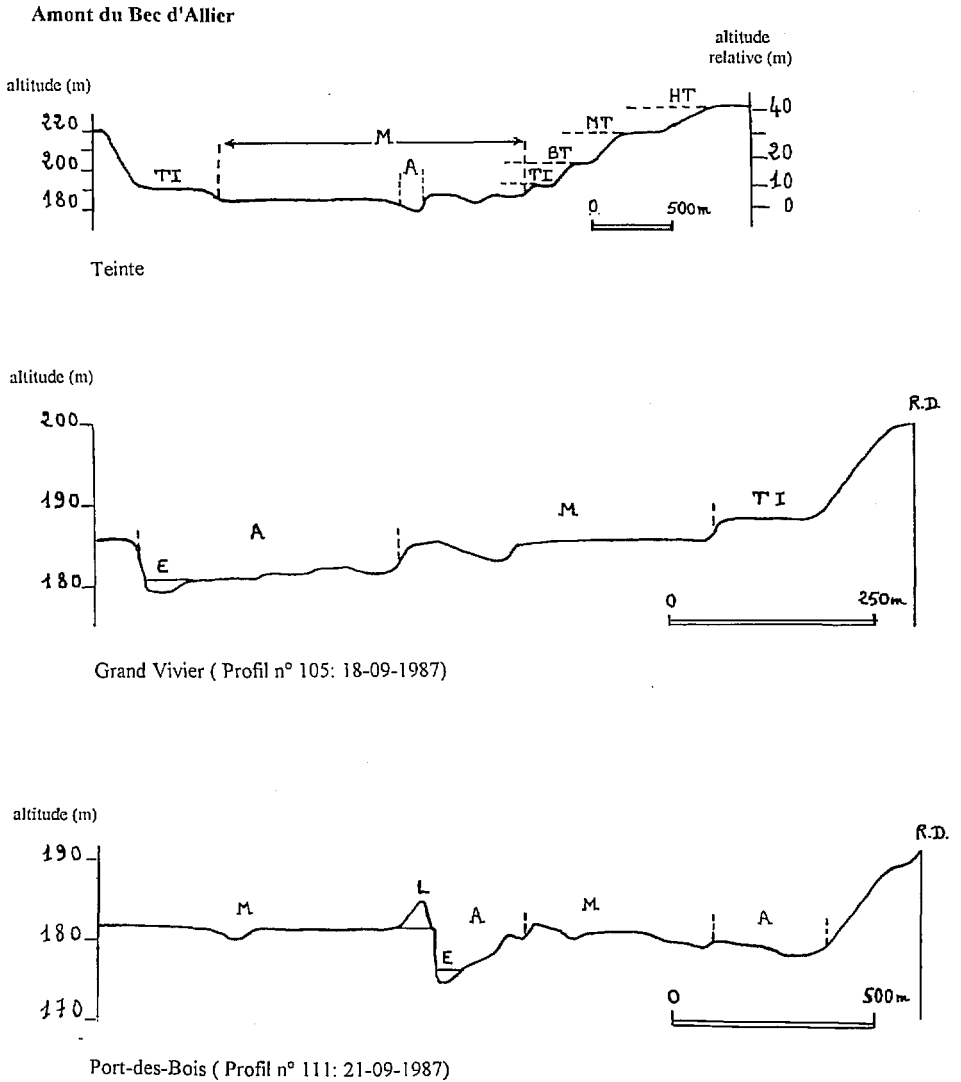 Amont du Bec d'Allier
altitude
relative (m)
altitude (m)
HT
40
220
M
MT
200
A
BT
20
TI
TI
10
180
0
0
500m
Teinte
altitude (m)
200
R.D.
190
TI
A
M
E
180
0
250m
Grand Vivier ( Profil n° 105: 18-09-1987)
altitude (m)
190
R.D.
L
M
A
M
A
180
E
0
500m
170
Port-des-Bois ( Profil n° 111: 21-09-1987)